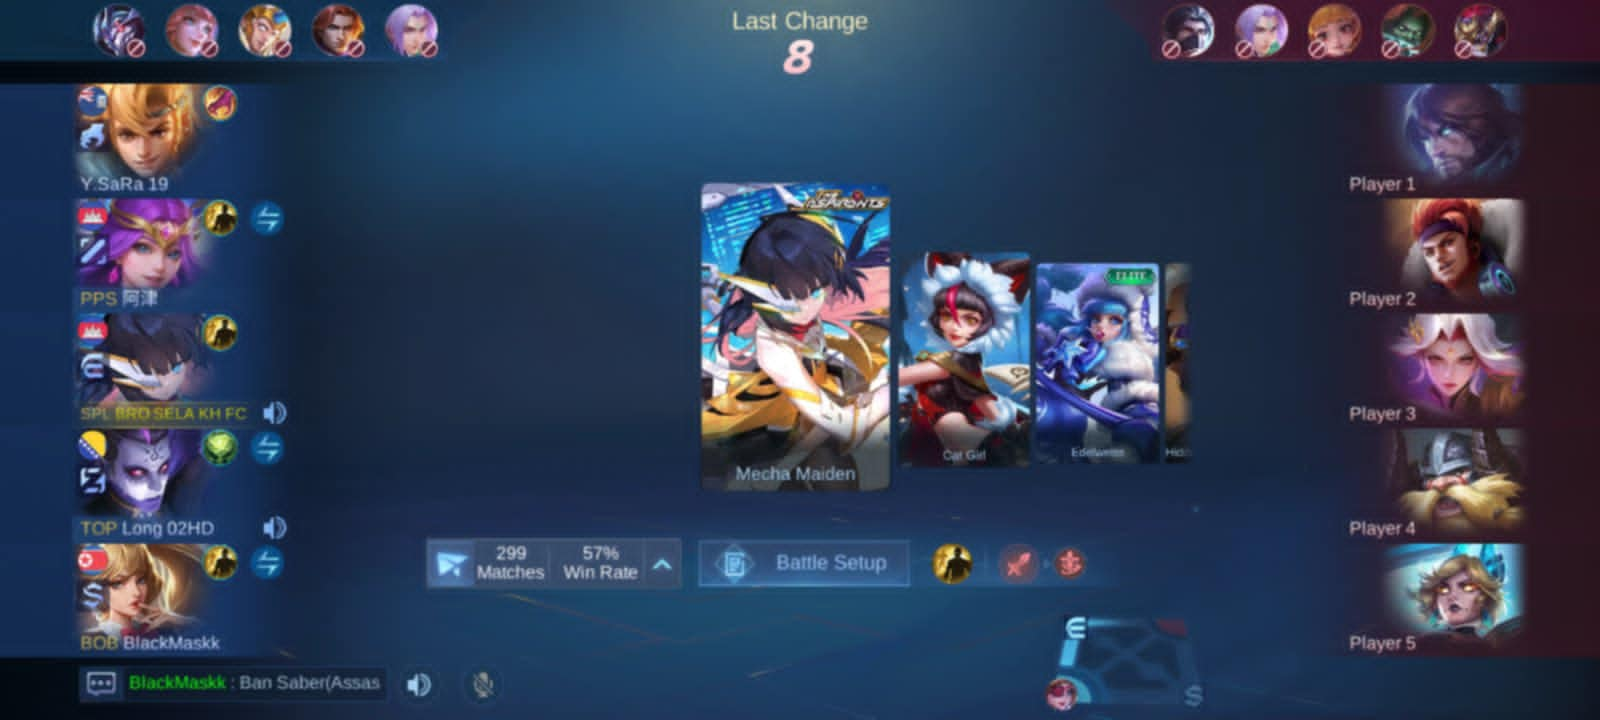 Last Change
8
Y.SaRa 19
PPS 阿津
SPL BRO SELA KH FC
TOP Long 02HD
BOB BlackMaskk
Mecha Maiden
Cat Girl
ELITE
Edelweiss
299
Matches
57%
Win Rate
Battle Setup
Player 1
Player 2
Player 3
Player 4
Player 5
BlackMaskk : Ban Saber(Assas